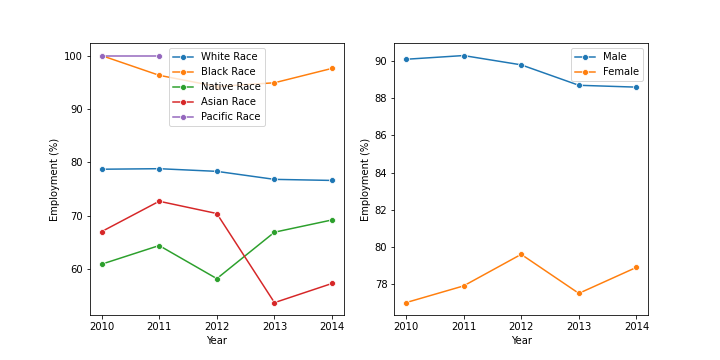 100
90
80
70
60
Employment (%)
2010 2011 2012 2013 2014
Year
White Race
Black Race
Native Race
Asian Race
Pacific Race
90
88
86
84
82
80
78
Employment (%)
2010 2011 2012 2013 2014
Year
Male
Female